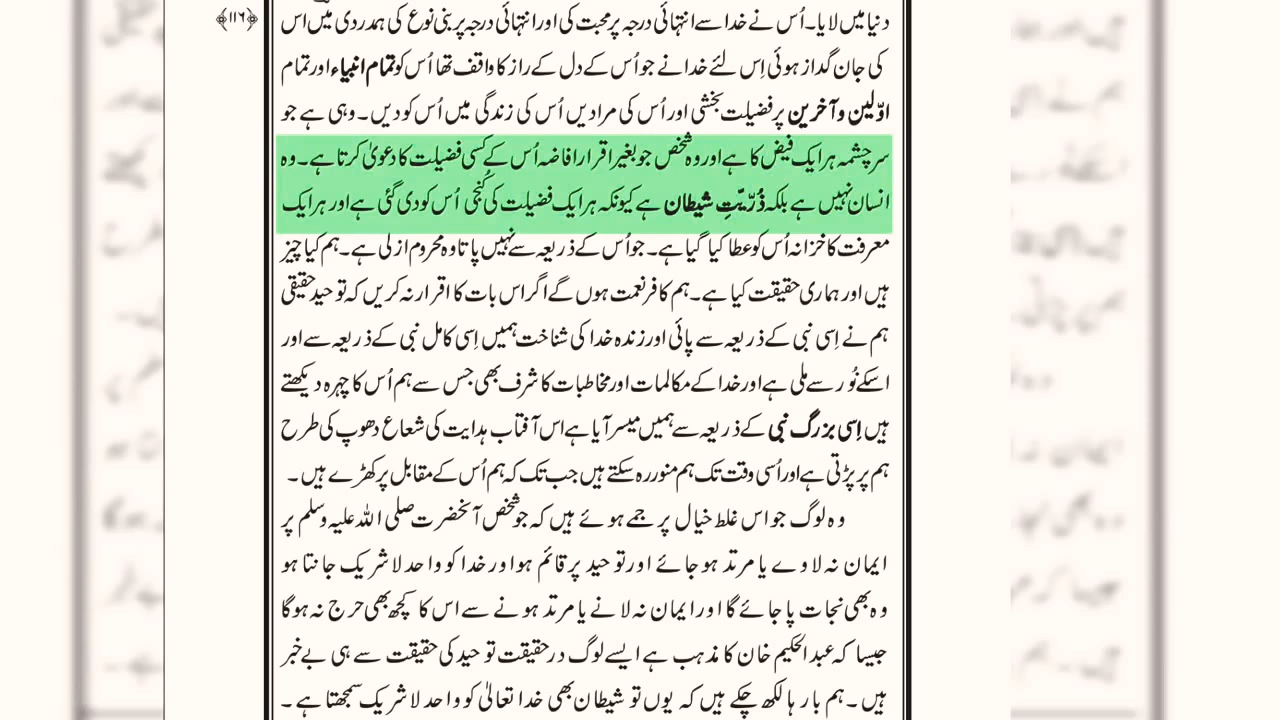 دنیا میں لایا۔ اُس نے خدا سے انتہائی درجہ پر محبت کی اور انتہائی درجہ پر بنی نوع کی ہمدردی میں اس
﴿۱۱۶﴾
کی جان گداز ہوئی اِس لئے خدا نے جو اُس کے دل کے راز کا واقف تھا اُس کو تمام انبیاء اور تمام
اوّلین و آخرین پر فضیلت بخشی اور اُس کی مرادیں اُس کی زندگی میں اُس کو دیں۔ وہی ہے جو
سرچشمہ ہر ایک فیض کا ہے اور وہ شخص جو بغیر اقرار افاضہ اُس کے کسی فضیلت کا دعویٰ کرتا ہے۔ وہ
انسان نہیں ہے بلکہ ذُرّیّتِ شیطان ہے کیونکہ ہر ایک فضیلت کی کُنجی اُس کو دی گئی ہے اور ہر ایک
معرفت کا خزانہ اُس کو عطا کیا گیا ہے۔ جو اُس کے ذریعہ سے نہیں پاتا وہ محروم ازلی ہے۔ ہم کیا چیز
ہیں اور ہماری حقیقت کیا ہے۔ ہم کافر نعمت ہوں گے اگر اس بات کا اقرار نہ کریں کہ توحید حقیقی
ہم نے اِسی نبی کے ذریعہ سے پائی اور زندہ خدا کی شناخت ہمیں اِسی کامل نبی کے ذریعہ سے اور
اسکے نُور سے ملی ہے اور خدا کے مکالمات اور مخاطبات کا شرف بھی جس سے ہم اُس کا چہرہ دیکھتے
ہیں اِسی بزرگ نبی کے ذریعہ سے ہمیں میسر آیا ہے اس آفتاب ہدایت کی شعاع دھوپ کی طرح
ہم پر پڑتی ہے اور اُسی وقت تک ہم منور رہ سکتے ہیں جب تک کہ ہم اُس کے مقابل پر کھڑے ہیں۔
وہ لوگ جو اس غلط خیال پر جمے ہوئے ہیں کہ جو شخص آنحضرت صلی اللہ علیہ وسلم پر
ایمان نہ لاوے یا مرتد ہو جائے اور توحید پر قائم ہو اور خدا کو واحد لاشریک جانتا ہو
وہ بھی نجات پا جائے گا اور ایمان نہ لانے یا مرتد ہونے سے اس کا کچھ بھی حرج نہ ہوگا
جیسا کہ عبدالحکیم خان کا مذہب ہے ایسے لوگ درحقیقت توحید کی حقیقت سے ہی بے خبر
ہیں۔ ہم بارہا لکھ چکے ہیں کہ یوں تو شیطان بھی خدا تعالیٰ کو واحد لاشریک سمجھتا ہے۔